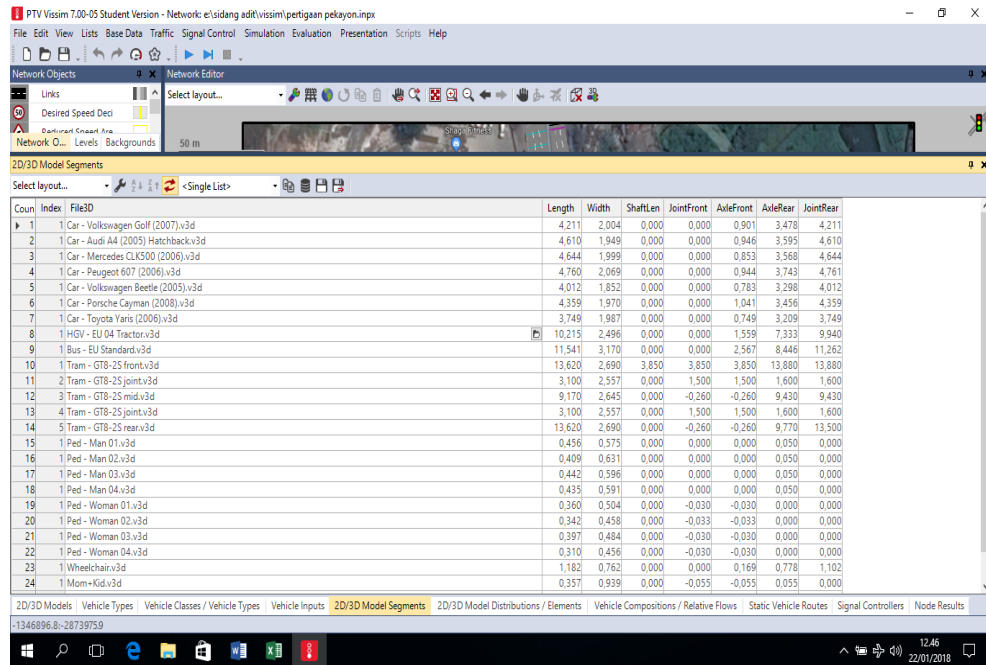 PTV Vissim 7.00-05 Student Version - Network: e:\sidang adit\vissim\pertigaan pekayon.inpx
File Edit View Lists Base Data Traffic Signal Control Simulation Evaluation Presentation Scripts Help
Network Objects
Network Editor
Links
Select layout...
Desired Speed Deci
Reduced Speed Are
Network O... Levels Backgrounds
50 m
Shaga Fitness
2D/3D Model Segments
Select layout... <Single List>
Coun Index File3D Length Width ShaftLen JointFront AxleFront AxleRear JointRear
1 1 Car - Volkswagen Golf (2007).v3d 4,211 2,004 0,000 0,000 0,901 3,478 4,211
2 1 Car - Audi A4 (2005) Hatchback.v3d 4,610 1,949 0,000 0,000 0,946 3,595 4,610
3 1 Car - Mercedes CLK500 (2006).v3d 4,644 1,999 0,000 0,000 0,853 3,568 4,644
4 1 Car - Peugeot 607 (2006).v3d 4,760 2,069 0,000 0,000 0,944 3,743 4,761
5 1 Car - Volkswagen Beetle (2005).v3d 4,012 1,852 0,000 0,000 0,783 3,298 4,012
6 1 Car - Porsche Cayman (2008).v3d 4,359 1,970 0,000 0,000 1,041 3,456 4,359
7 1 Car - Toyota Yaris (2006).v3d 3,749 1,987 0,000 0,000 0,749 3,209 3,749
8 1 HGV - EU 04 Tractor.v3d 10,215 2,496 0,000 0,000 1,559 7,333 9,940
9 1 Bus - EU Standard.v3d 11,541 3,170 0,000 0,000 2,567 8,446 11,262
10 1 Tram - GT8-2S front.v3d 13,620 2,690 3,850 3,850 3,850 13,880 13,880
11 2 Tram - GT8-2S joint.v3d 3,100 2,557 0,000 1,500 1,500 1,600 1,600
12 3 Tram - GT8-2S mid.v3d 9,170 2,645 0,000 -0,260 -0,260 9,430 9,430
13 4 Tram - GT8-2S joint.v3d 3,100 2,557 0,000 1,500 1,500 1,600 1,600
14 5 Tram - GT8-2S rear.v3d 13,620 2,690 0,000 -0,260 -0,260 9,770 13,500
15 1 Ped - Man 01.v3d 0,456 0,575 0,000 0,000 0,000 0,050 0,000
16 1 Ped - Man 02.v3d 0,409 0,631 0,000 0,000 0,000 0,050 0,000
17 1 Ped - Man 03.v3d 0,442 0,596 0,000 0,000 0,000 0,050 0,000
18 1 Ped - Man 04.v3d 0,435 0,591 0,000 0,000 0,000 0,050 0,000
19 1 Ped - Woman 01.v3d 0,360 0,504 0,000 -0,030 -0,030 0,000 0,000
20 1 Ped - Woman 02.v3d 0,342 0,458 0,000 -0,033 -0,033 0,000 0,000
21 1 Ped - Woman 03.v3d 0,397 0,484 0,000 -0,030 -0,030 0,000 0,000
22 1 Ped - Woman 04.v3d 0,310 0,456 0,000 -0,030 -0,030 0,000 0,000
23 1 Wheelchair.v3d 1,182 0,762 0,000 0,000 0,169 0,778 1,102
24 1 Mom+Kid.v3d 0,357 0,939 0,000 -0,055 -0,055 0,055 0,000
2D/3D Models Vehicle Types Vehicle Classes / Vehicle Types Vehicle Inputs 2D/3D Model Segments 2D/3D Model Distributions / Elements Vehicle Compositions / Relative Flows Static Vehicle Routes Signal Controllers Node Results
-1346896.8:-2873975.9
12.46
22/01/2018